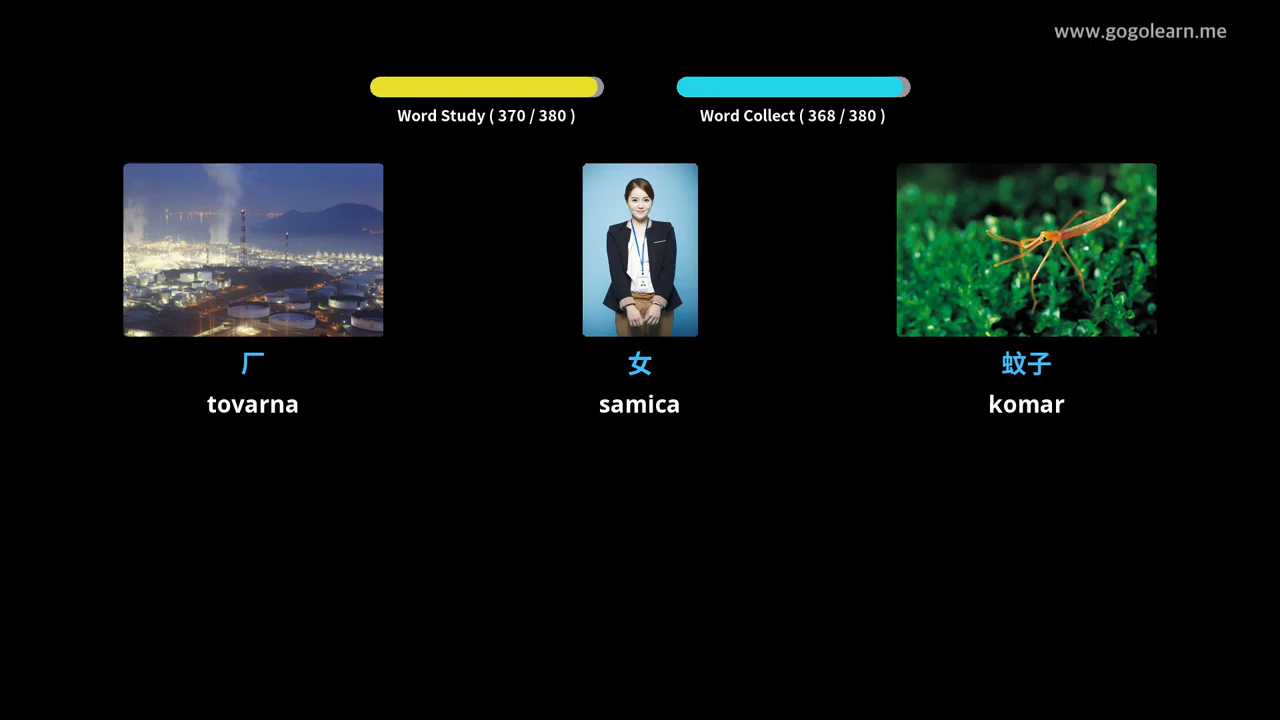 www.gogolearn.me
Word Study ( 370 / 380 )
Word Collect ( 368 / 380 )
厂
女
蚊子
tovarna
samica
komar